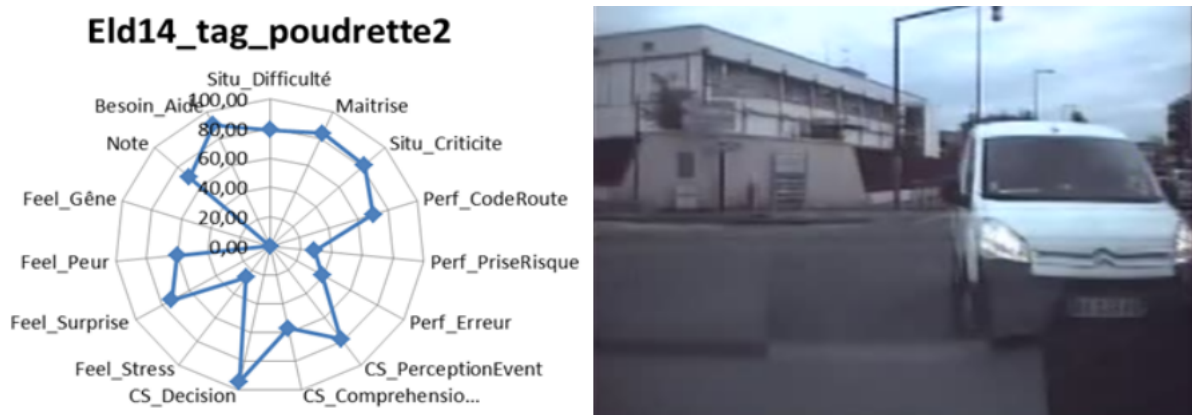 Eld14_tag_poudrette2
Situ_Difficulté
100,00
Besoin_Aide
Maitrise
80,00
Note
Situ_Criticite
60,00
40,00
Feel_Gêne
Perf_CodeRoute
20,00
0,00
Feel_Peur
Perf_PriseRisque
Feel_Surprise
Perf_Erreur
Feel_Stress
CS_PerceptionEvent
CS_Decision
CS_Comprehensio...